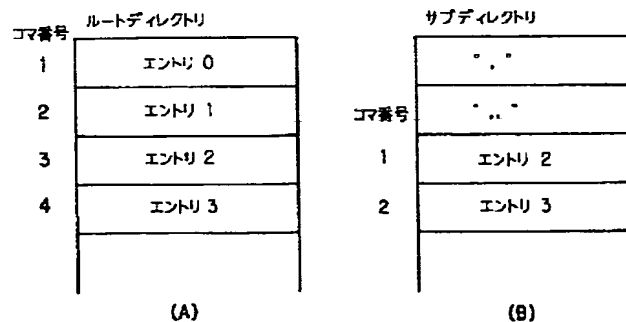 ルートディレクトリ
コマ番号
1 エントリ 0
2 エントリ 1
3 エントリ 2
4 エントリ 3
(A)
サブディレクトリ
"."
".."
コマ番号
1 エントリ 2
2 エントリ 3
(B)